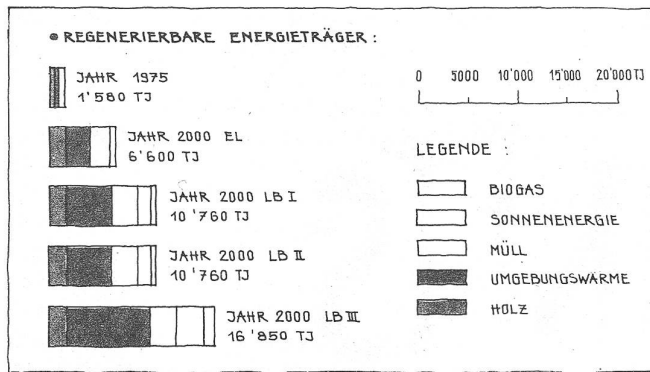 REGENERIERBARE ENERGIETRÄGER:
JAHR 1975
1'580 TJ
JAHR 2000 EL
6'600 TJ
JAHR 2000 LB I
10'760 TJ
JAHR 2000 LB II
10'760 TJ
JAHR 2000 LB III
16'850 TJ
0 5000 10'000 15'000 20'000 TJ
LEGENDE :
BIOGAS
SONNENENERGIE
MÜLL
UMGEBUNGSWÄRME
HOLZ